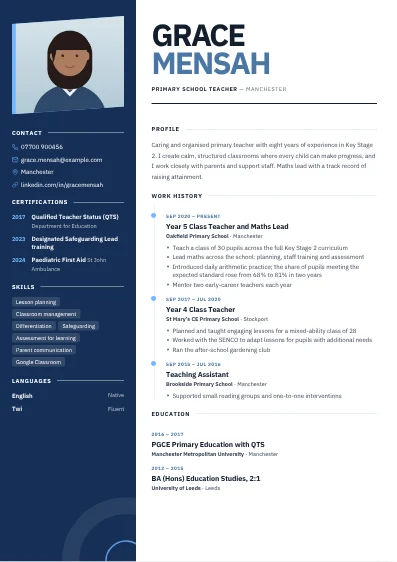 GRACE
MENSAH
PRIMARY SCHOOL TEACHER – MANCHESTER
CONTACT
07700 900456
grace.mensah@example.com
Manchester
linkedin.com/in/gracemensah
CERTIFICATIONS
2017 Qualified Teacher Status (QTS)
Department for Education
2023 Designated Safeguarding Lead
training
2024 Paediatric First Aid St John
Ambulance
SKILLS
Lesson planning
Classroom management
Differentiation Safeguarding
Assessment for learning
Parent communication
Google Classroom
LANGUAGES
English Native
Twi Fluent
PROFILE
Caring and organised primary teacher with eight years of experience in Key Stage
2. I create calm, structured classrooms where every child can make progress, and
I work closely with parents and support staff. Maths lead with a track record of
raising attainment.
WORK HISTORY
SEP 2020 – PRESENT
Year 5 Class Teacher and Maths Lead
Oakfield Primary School · Manchester
• Teach a class of 30 pupils across the full Key Stage 2 curriculum
• Lead maths across the school: planning, staff training and assessment
• Introduced daily arithmetic practice; the share of pupils meeting the
expected standard rose from 68% to 81% in two years
• Mentor two early-career teachers each year
SEP 2017 – JUL 2020
Year 4 Class Teacher
St Mary's CE Primary School · Stockport
• Planned and taught engaging lessons for a mixed-ability class of 28
• Worked with the SENCO to adapt lessons for pupils with additional needs
• Ran the after-school gardening club
SEP 2015 – JUL 2016
Teaching Assistant
Brookside Primary School · Manchester
• Supported small reading groups and one-to-one interventions
EDUCATION
2016 – 2017
PGCE Primary Education with QTS
Manchester Metropolitan University · Manchester
2012 – 2015
BA (Hons) Education Studies, 2:1
University of Leeds · Leeds